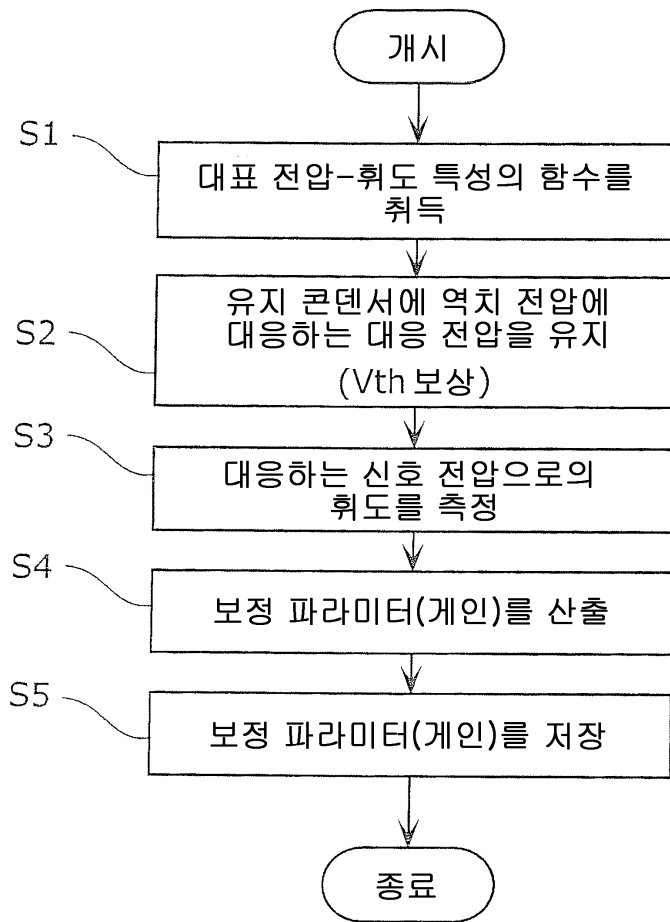 개시
S1
대표 전압-휘도 특성의 함수를
취득
S2
유지 콘덴서에 역치 전압에
대응하는 대응 전압을 유지
(Vth 보상)
S3
대응하는 신호 전압으로의
휘도를 측정
S4
보정 파라미터(게인)를 산출
S5
보정 파라미터(게인)를 저장
종료